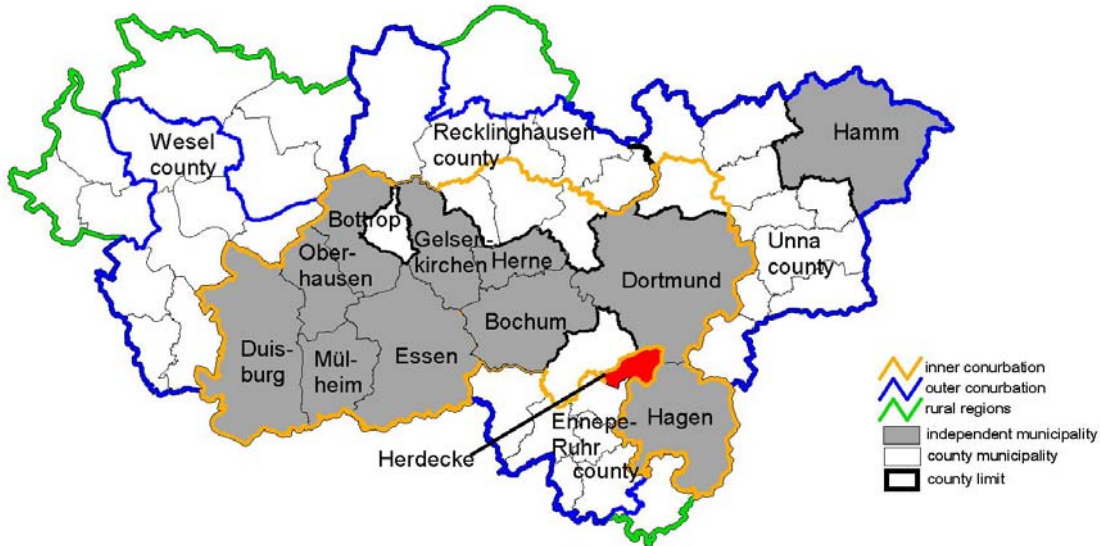 Wesel
county
Recklinghausen
county
Hamm
Bottrop
Ober-
hausen
Gelsen-
kirchen
Herne
Dortmund
Unna
county
Duis-
burg
Mül-
heim
Essen
Bochum
Hagen
Ennepe-
Ruhr
county
Herdecke
inner conurbation
outer conurbation
rural regions
independent municipality
county municipality
county limit